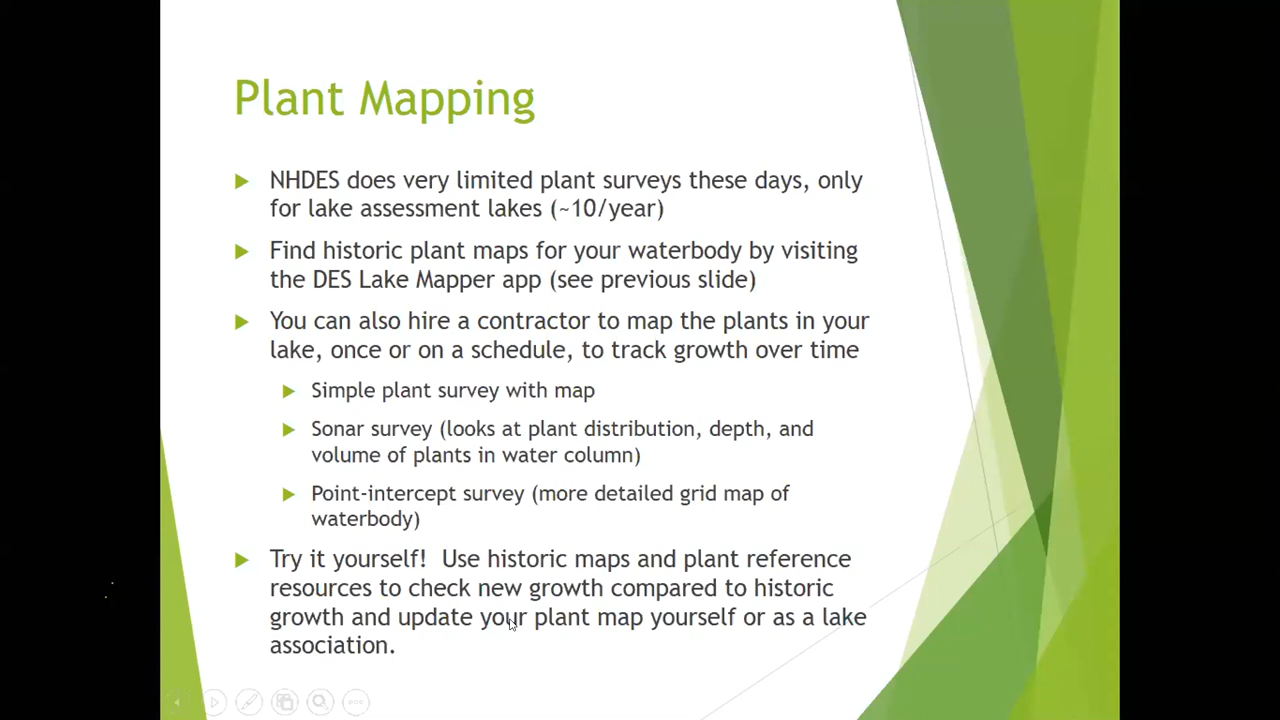 Plant Mapping
NHDES does very limited plant surveys these days, only
for lake assessment lakes (~10/year)
Find historic plant maps for your waterbody by visiting
the DES Lake Mapper app (see previous slide)
You can also hire a contractor to map the plants in your
lake, once or on a schedule, to track growth over time
Simple plant survey with map
Sonar survey (looks at plant distribution, depth, and
volume of plants in water column)
Point-intercept survey (more detailed grid map of
waterbody)
Try it yourself!  Use historic maps and plant reference
resources to check new growth compared to historic
growth and update your plant map yourself or as a lake
association.